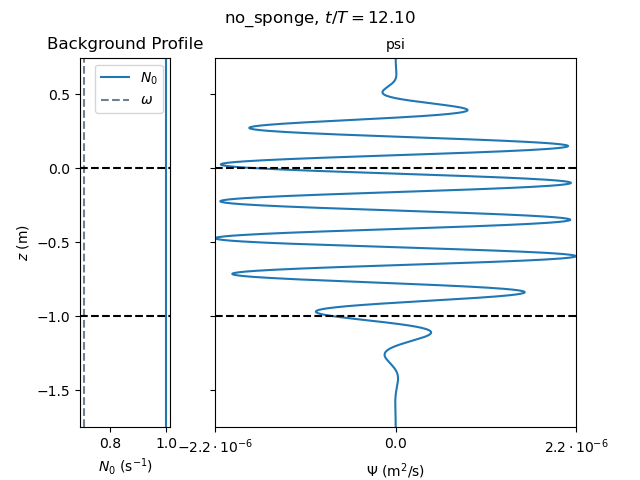 no_sponge, t/T = 12.10
Background Profile
psi
N₀
ω
0.5
0.0
−0.5
−1.0
−1.5
z (m)
0.8
1.0
N₀ (s⁻¹)
−2.2 · 10⁻⁶
0.0
2.2 · 10⁻⁶
Ψ (m²/s)